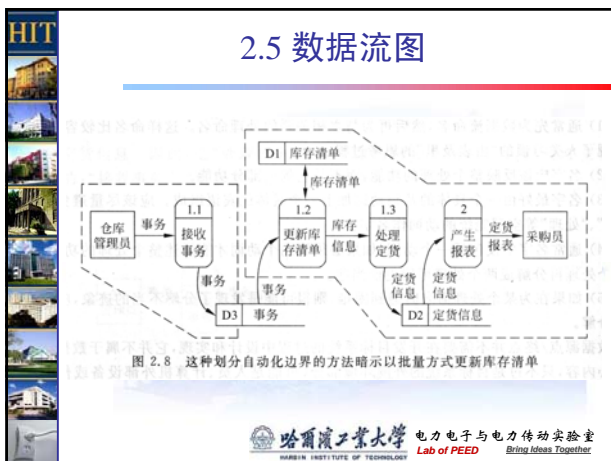 HIT
2.5 数据流图
D1 库存清单
库存清单
仓库
管理员
事务
1.1
接收
事务
1.2
更新库
存清单
库存
信息
1.3
处理
定货
2
产生
报表
定货
报表
采购员
事务
事务
定货
信息
定货
信息
D3 事务
D2 定货信息
图 2.8 这种划分自动化边界的方法暗示以批量方式更新库存清单
哈尔滨工业大学
HARBIN INSTITUTE OF TECHNOLOGY
电力电子与电力传动实验室
Lab of PEED Bring Ideas Together